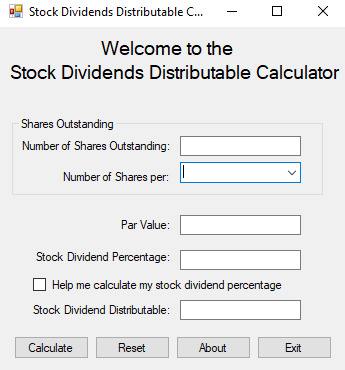 Stock Dividends Distributable C...
Welcome to the
Stock Dividends Distributable Calculator
Shares Outstanding
Number of Shares Outstanding:
Number of Shares per:
Par Value:
Stock Dividend Percentage:
Help me calculate my stock dividend percentage
Stock Dividend Distributable:
Calculate Reset About Exit